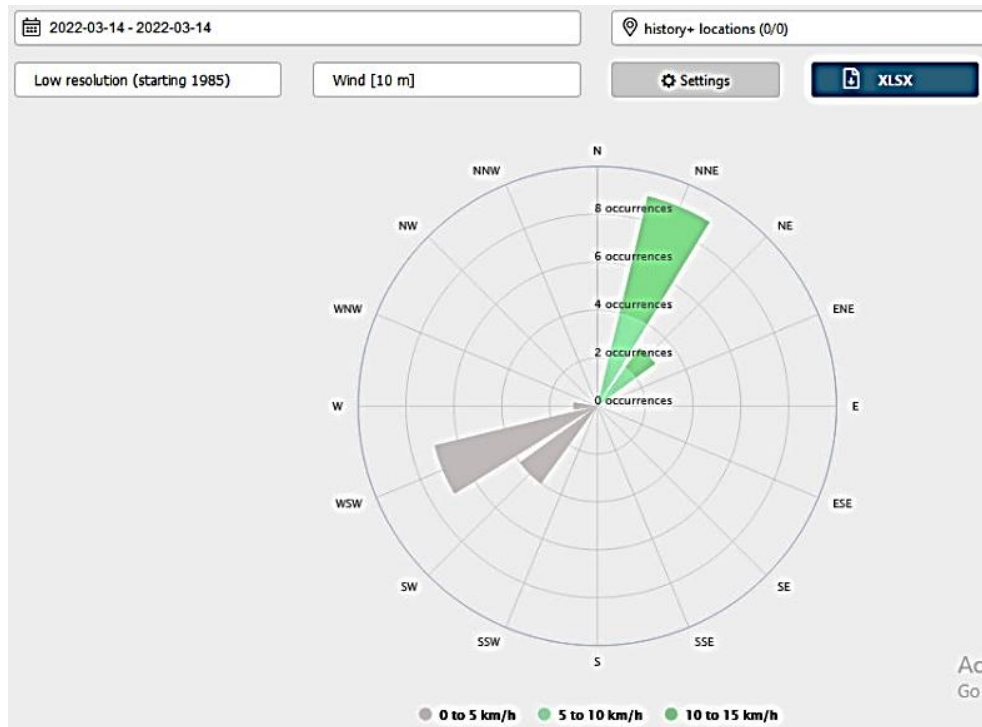 2022-03-14 - 2022-03-14
history+ locations (0/0)
Low resolution (starting 1985)
Wind [10 m]
Settings
XLSX
N
NNW
NNE
8 occurrences
NW
NE
6 occurrences
4 occurrences
WNW
ENE
2 occurrences
0 occurrences
W
E
WSW
ESE
SW
SE
SSW
SSE
S
Go
0 to 5 km/h
5 to 10 km/h
10 to 15 km/h